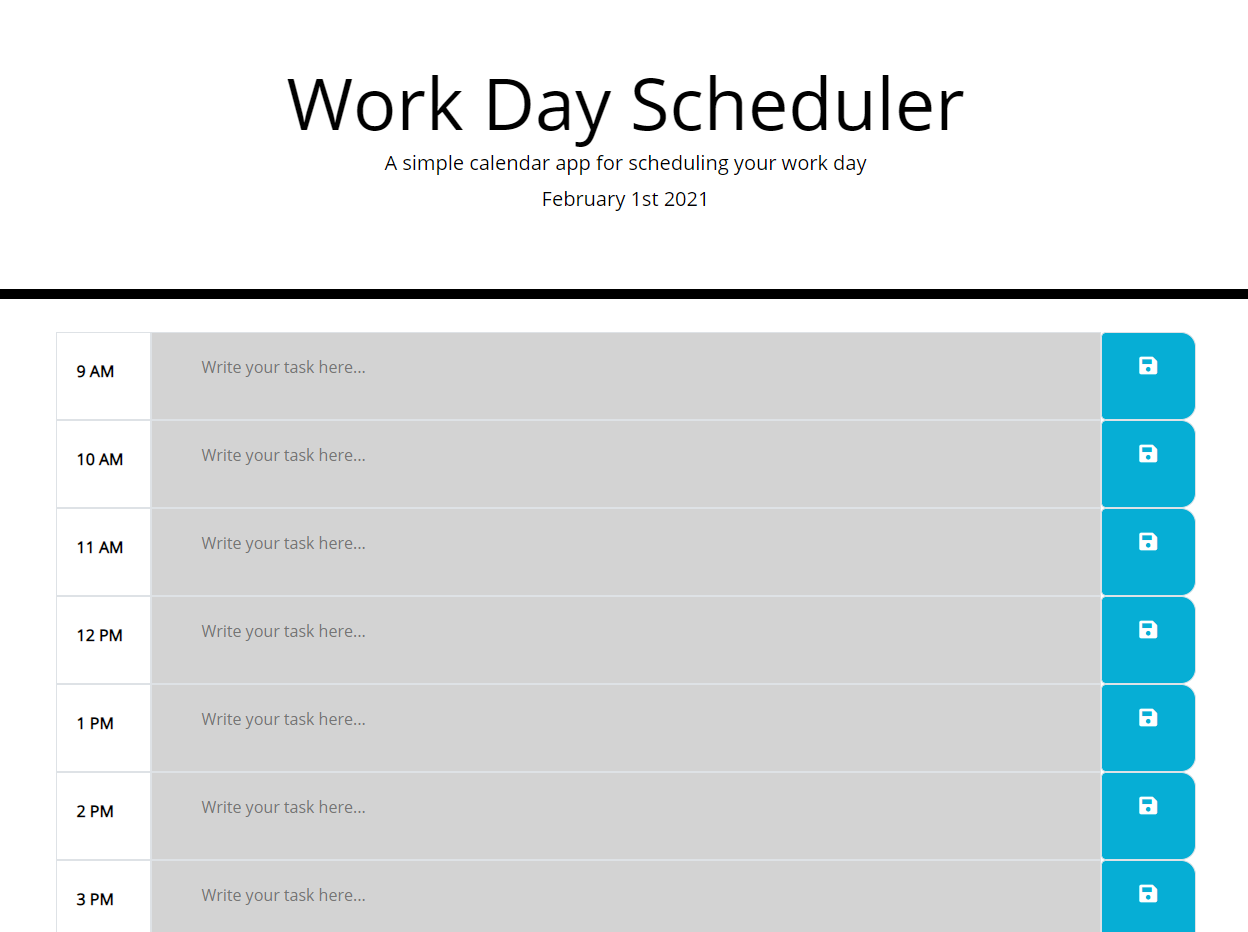 Work Day Scheduler
A simple calendar app for scheduling your work day
February 1st 2021
9 AM
Write your task here...
10 AM
Write your task here...
11 AM
Write your task here...
12 PM
Write your task here...
1 PM
Write your task here...
2 PM
Write your task here...
3 PM
Write your task here...